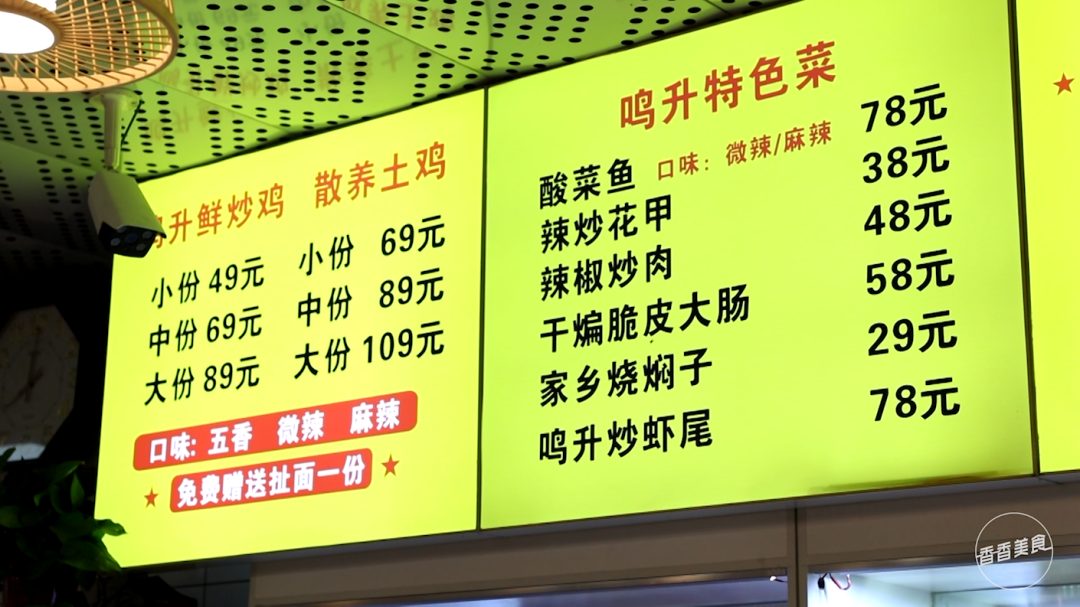 鸣升鲜炒鸡 散养土鸡
小份 49元 小份 69元
中份 69元 中份 89元
大份 89元 大份 109元
口味: 五香 微辣 麻辣
★ 免费赠送扯面一份 ★
鸣升特色菜
酸菜鱼 口味: 微辣/麻辣 78元
辣炒花甲 38元
辣椒炒肉 48元
干煸脆皮大肠 58元
家乡烧焖子 29元
鸣升炒虾尾 78元
★
香香美食